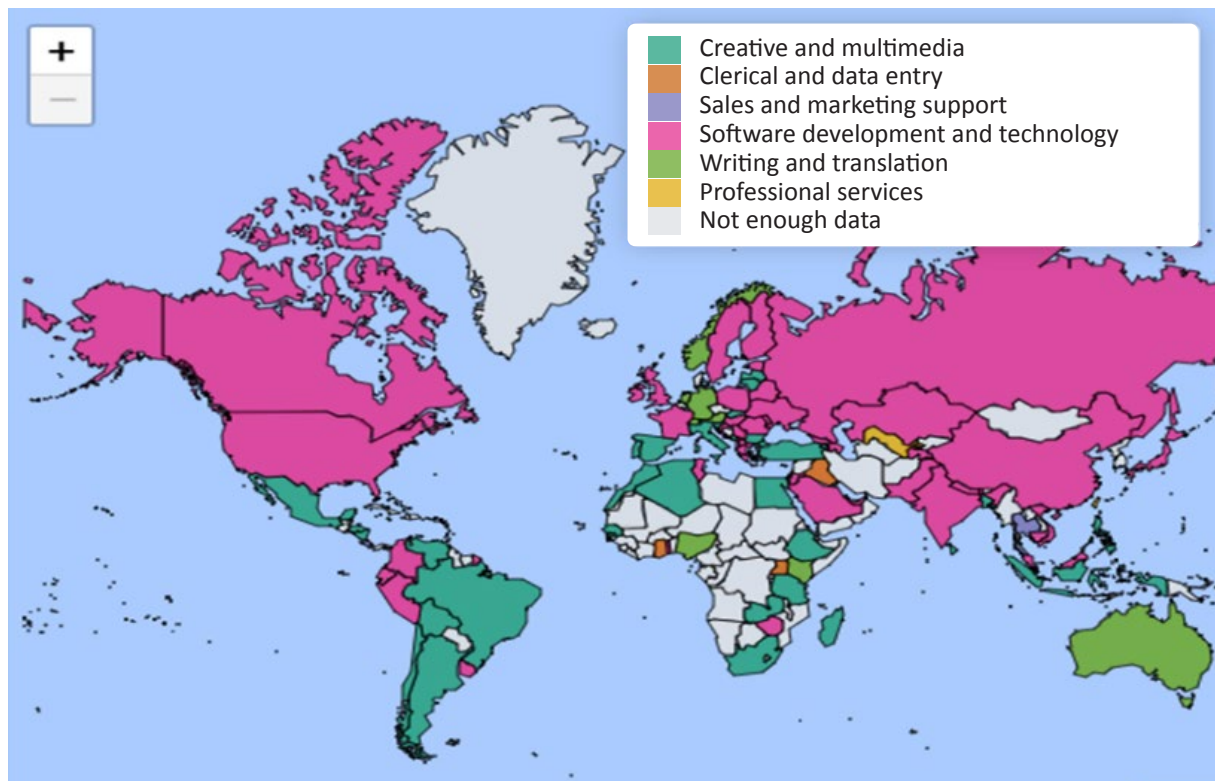 +
−
Creative and multimedia
Clerical and data entry
Sales and marketing support
Software development and technology
Writing and translation
Professional services
Not enough data